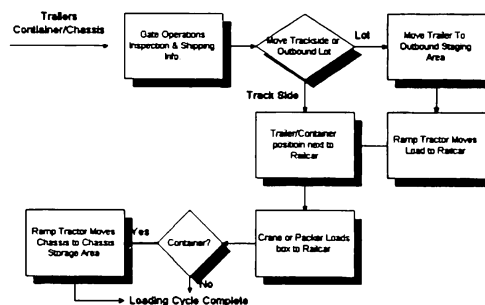 Trailers
Contlainer/Chassis
Gate Operations
Inspection & Shipping
Info
Move Trackside or
Outbound Lot
Lot
Move Trailer To
Outbound Staging
Area
Track Side
Trailer/Container
positioin next to
Railcar
Ramp Tractor Moves
Load to Railcar
Ramp Tractor Moves
Chassis to Chassis
Storage Area
Yes
Container?
Crane or Packer Loads
box to Railcar
No
Loading Cycle Complete